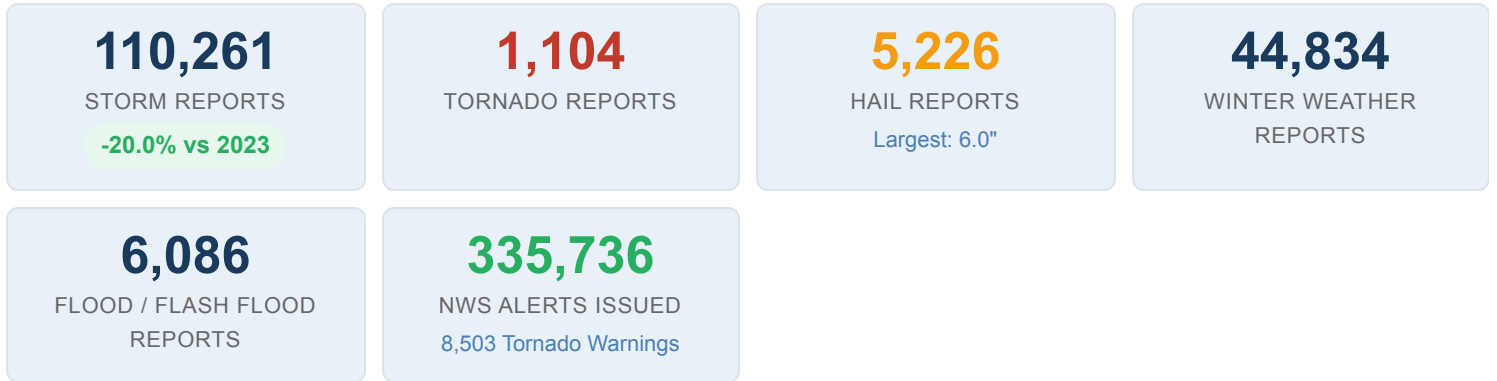 110,261
STORM REPORTS
-20.0% vs 2023
1,104
TORNADO REPORTS
5,226
HAIL REPORTS
Largest: 6.0"
44,834
WINTER WEATHER
REPORTS
6,086
FLOOD / FLASH FLOOD
REPORTS
335,736
NWS ALERTS ISSUED
8,503 Tornado Warnings